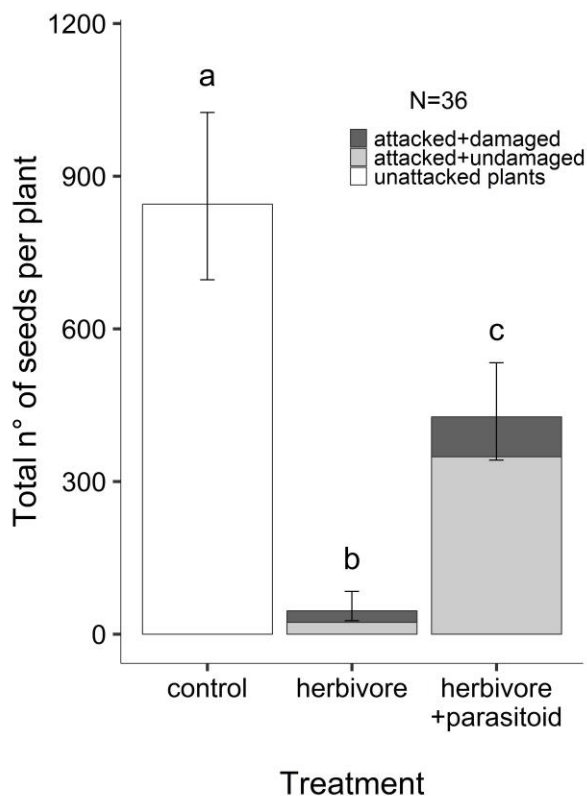 Total n° of seeds per plant
1200
900
600
300
0
a
b
c
N=36
attacked+damaged
attacked+undamaged
unattacked plants
control
herbivore
herbivore
+parasitoid
Treatment